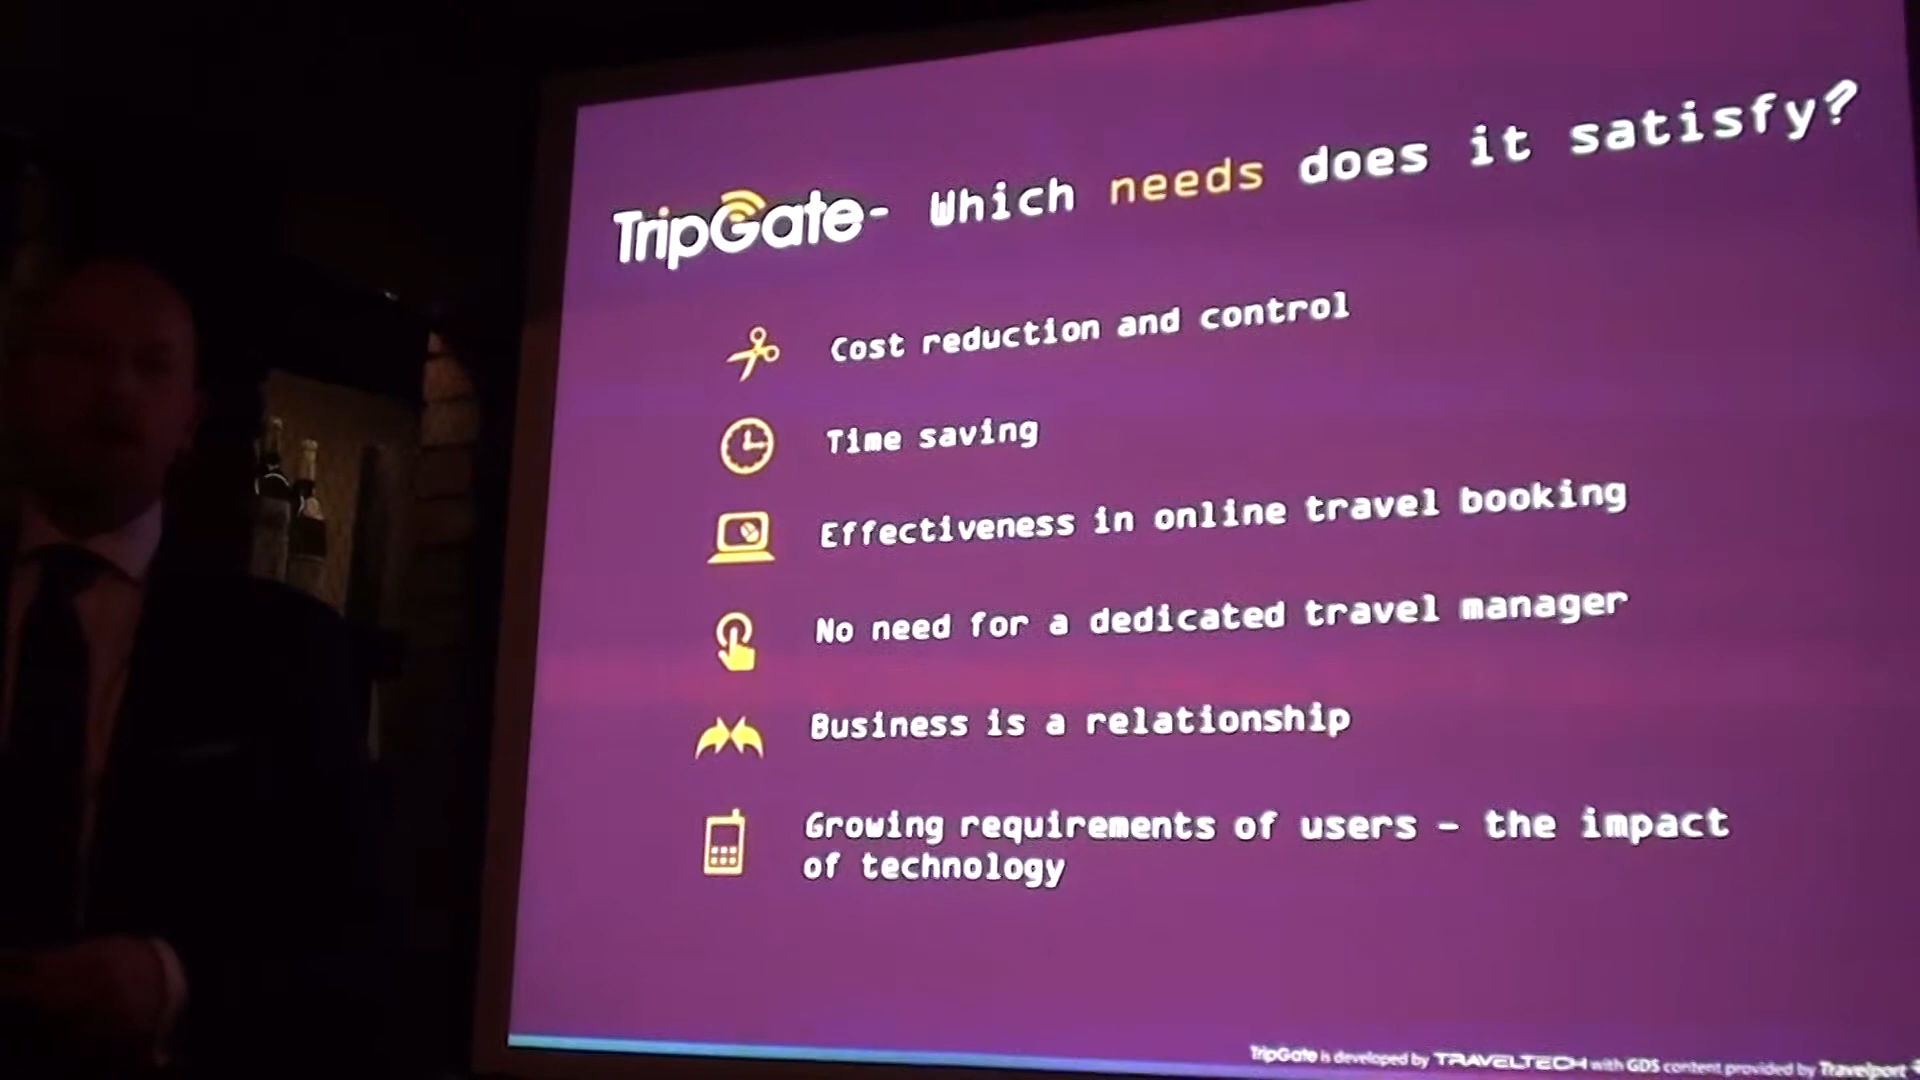 TripGate- Which needs does it satisfy?
Cost reduction and control
Time saving
Effectiveness in online travel booking
No need for a dedicated travel manager
Business is a relationship
Growing requirements of users - the impact
of technology
TripGate is developed by TRAVELTECH with GDS content provided by Travelport